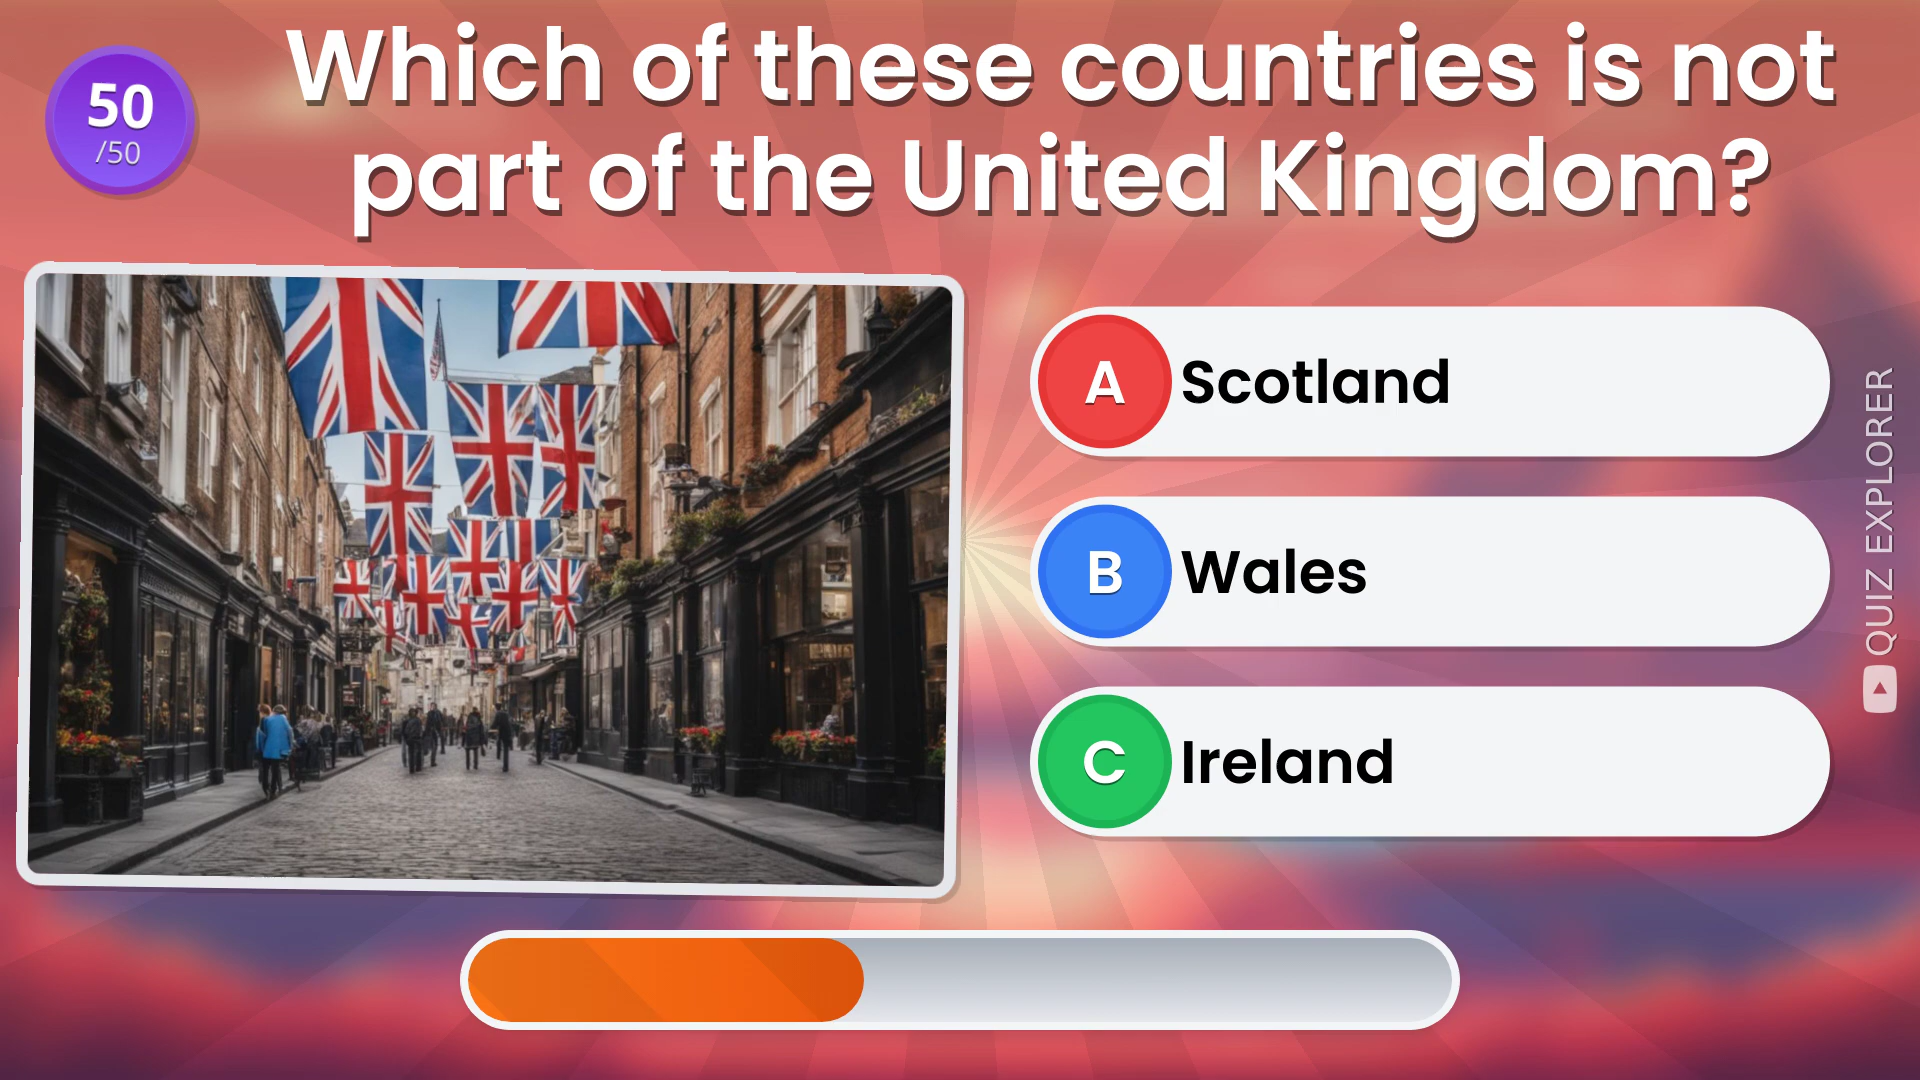 50
/50
Which of these countries is not
part of the United Kingdom?
A Scotland
B Wales
C Ireland
QUIZ EXPLORER